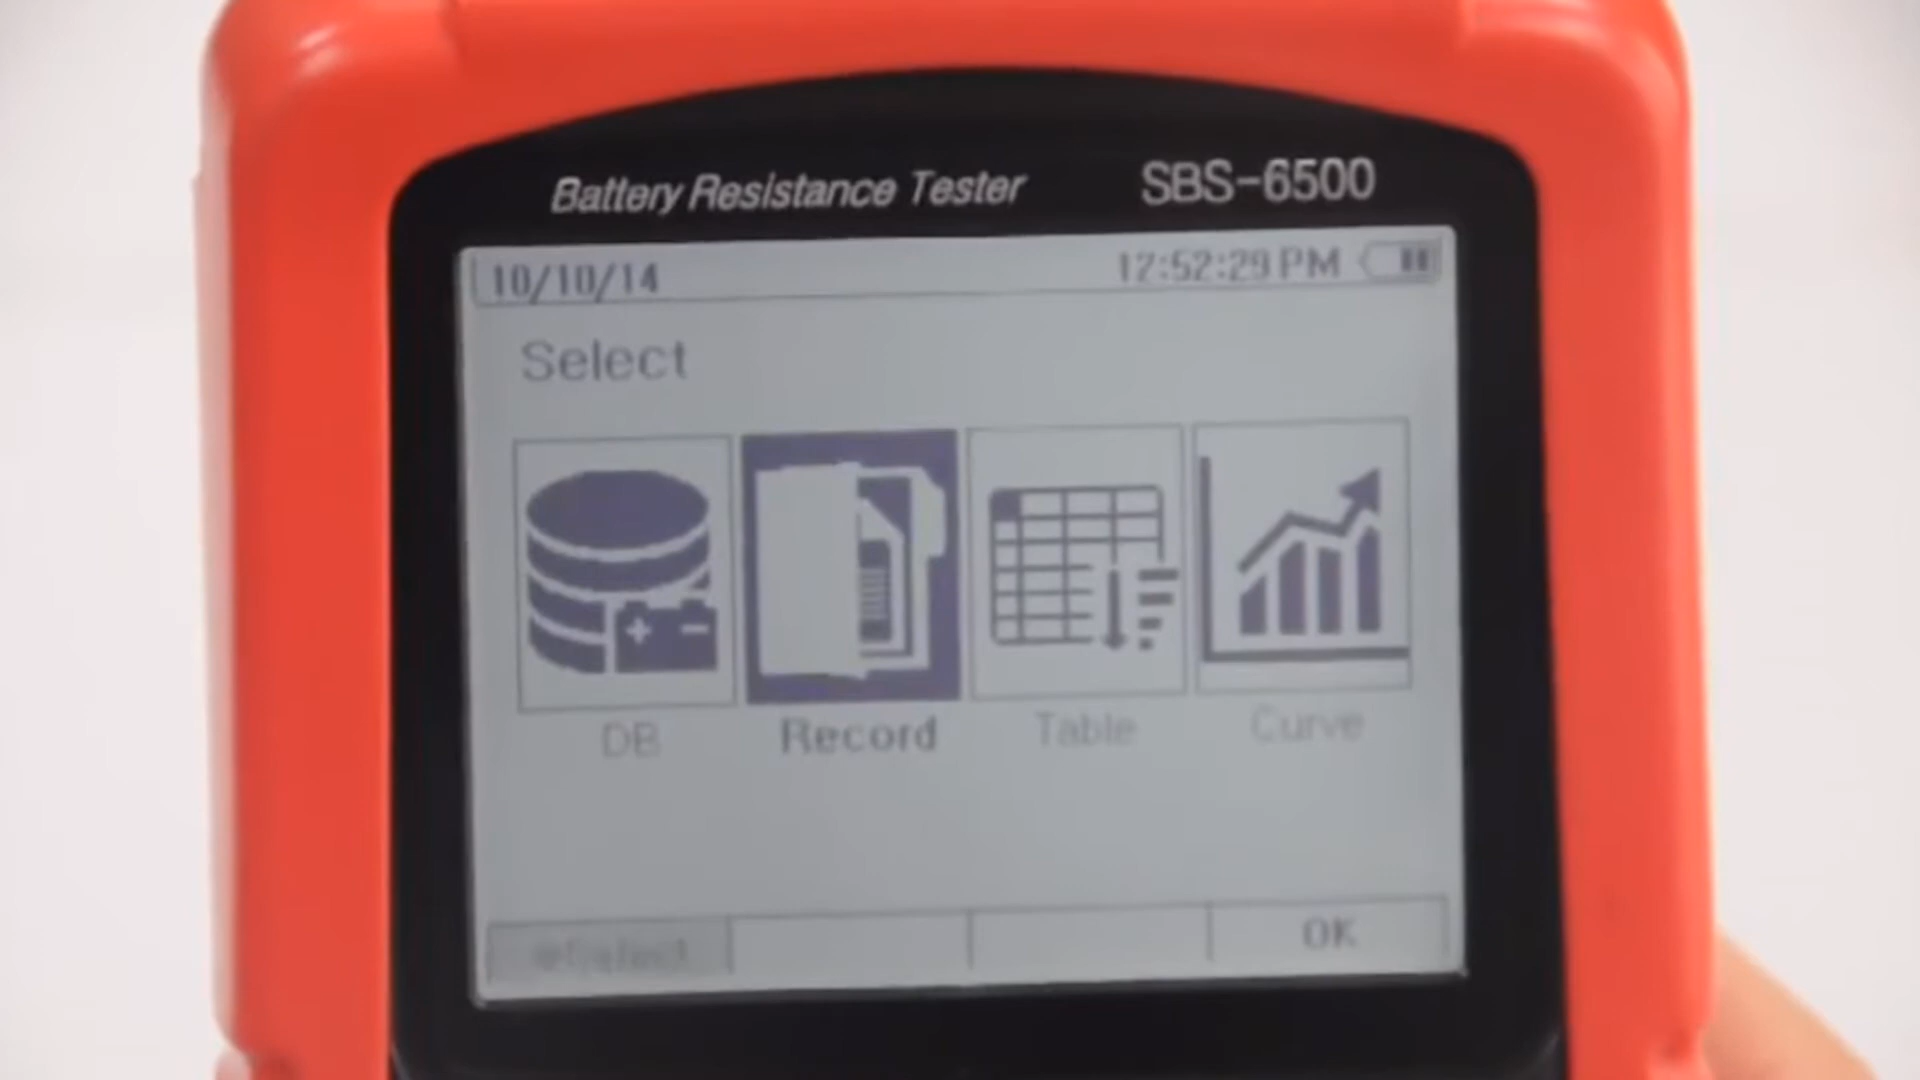 Battery Resistance Tester SBS-6500
10/10/14 12:52:29 PM
Select
DB Record Table Curve
OK